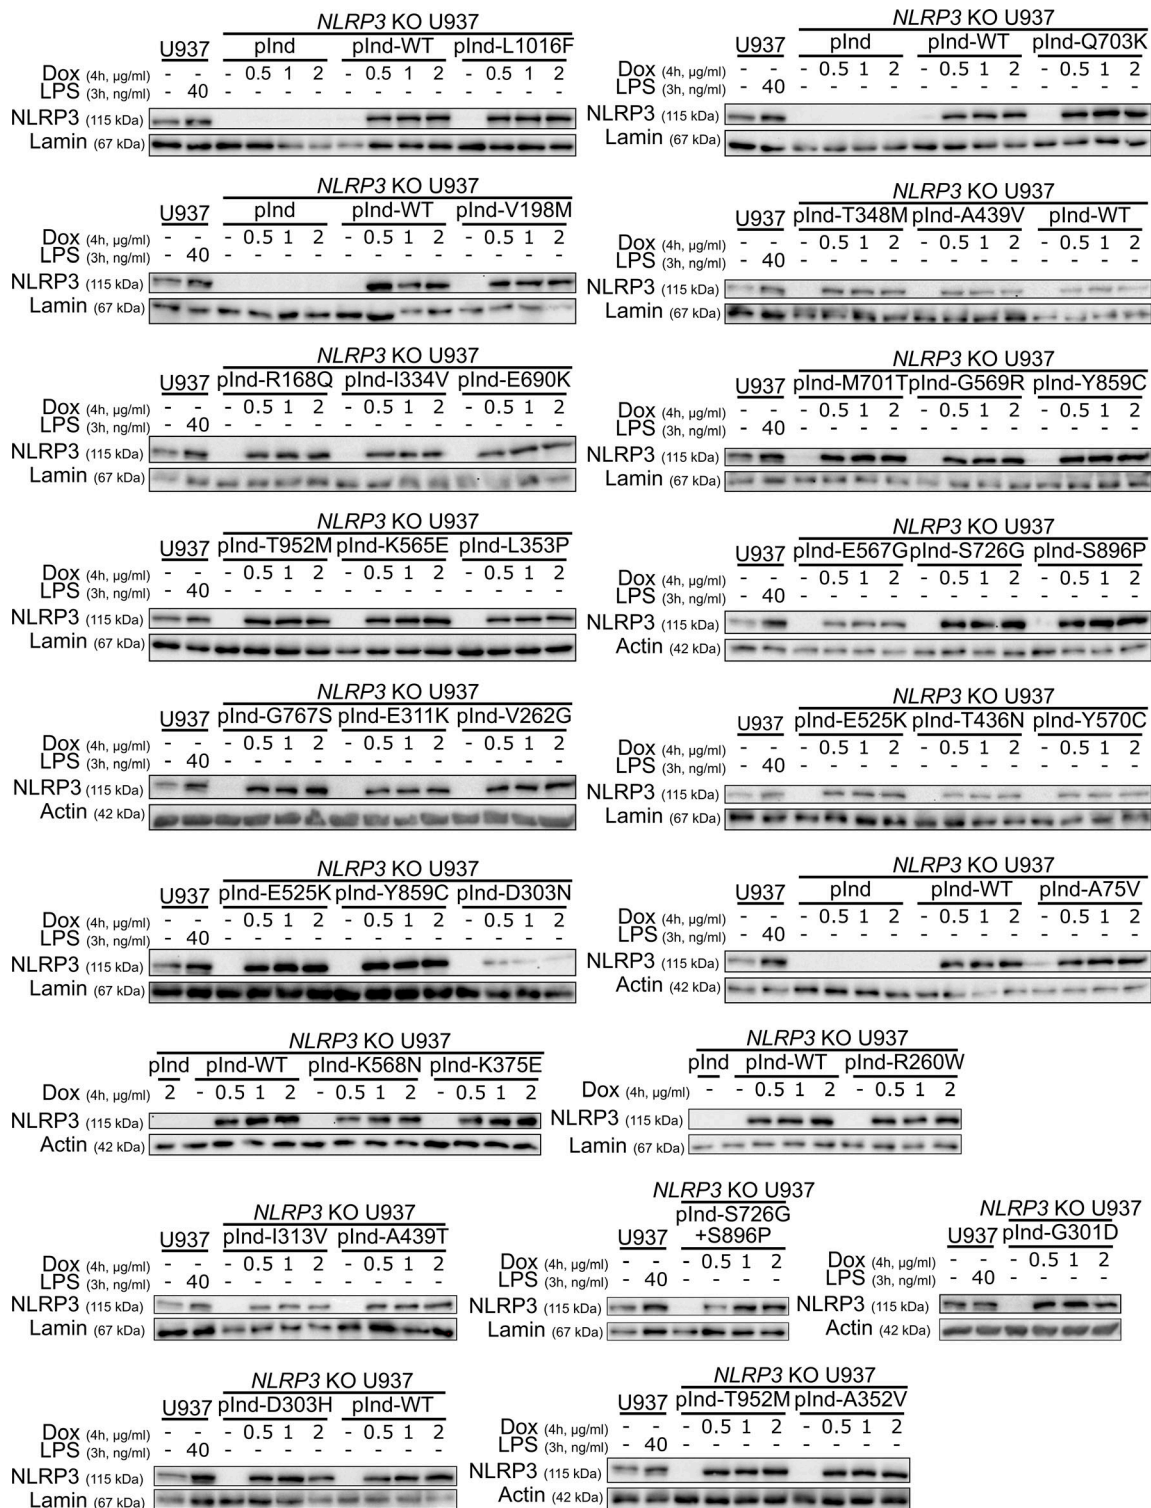 NLRP3 KO U937
U937 pInd pInd-WT pInd-L1016F
Dox (4h, µg/ml) - - - 0.5 1 2 - 0.5 1 2 - 0.5 1 2
LPS (3h, ng/ml) - 40 - - - - - - - - - - - -
NLRP3 (115 kDa)
Lamin (67 kDa)
NLRP3 KO U937
U937 pInd pInd-WT pInd-Q703K
Dox (4h, µg/ml) - - - 0.5 1 2 - 0.5 1 2 - 0.5 1 2
LPS (3h, ng/ml) - 40 - - - - - - - - - - - -
NLRP3 (115 kDa)
Lamin (67 kDa)
NLRP3 KO U937
U937 pInd pInd-WT pInd-V198M
Dox (4h, µg/ml) - - - 0.5 1 2 - 0.5 1 2 - 0.5 1 2
LPS (3h, ng/ml) - 40 - - - - - - - - - - - -
NLRP3 (115 kDa)
Lamin (67 kDa)
NLRP3 KO U937
U937 pInd-T348M pInd-A439V pInd-WT
Dox (4h, µg/ml) - - - 0.5 1 2 - 0.5 1 2 - 0.5 1 2
LPS (3h, ng/ml) - 40 - - - - - - - - - - - -
NLRP3 (115 kDa)
Lamin (67 kDa)
NLRP3 KO U937
U937 pInd-R168Q pInd-I334V pInd-E690K
Dox (4h, µg/ml) - - - 0.5 1 2 - 0.5 1 2 - 0.5 1 2
LPS (3h, ng/ml) - 40 - - - - - - - - - - - -
NLRP3 (115 kDa)
Lamin (67 kDa)
NLRP3 KO U937
U937 pInd-M701T pInd-G569R pInd-Y859C
Dox (4h, µg/ml) - - - 0.5 1 2 - 0.5 1 2 - 0.5 1 2
LPS (3h, ng/ml) - 40 - - - - - - - - - - - -
NLRP3 (115 kDa)
Lamin (67 kDa)
NLRP3 KO U937
U937 pInd-T952M pInd-K565E pInd-L353P
Dox (4h, µg/ml) - - - 0.5 1 2 - 0.5 1 2 - 0.5 1 2
LPS (3h, ng/ml) - 40 - - - - - - - - - - - -
NLRP3 (115 kDa)
Lamin (67 kDa)
NLRP3 KO U937
U937 pInd-E567G pInd-S726G pInd-S896P
Dox (4h, µg/ml) - - - 0.5 1 2 - 0.5 1 2 - 0.5 1 2
LPS (3h, ng/ml) - 40 - - - - - - - - - - - -
NLRP3 (115 kDa)
Actin (42 kDa)
NLRP3 KO U937
U937 pInd-G767S pInd-E311K pInd-V262G
Dox (4h, µg/ml) - - - 0.5 1 2 - 0.5 1 2 - 0.5 1 2
LPS (3h, ng/ml) - 40 - - - - - - - - - - - -
NLRP3 (115 kDa)
Actin (42 kDa)
NLRP3 KO U937
U937 pInd-E525K pInd-T436N pInd-Y570C
Dox (4h, µg/ml) - - - 0.5 1 2 - 0.5 1 2 - 0.5 1 2
LPS (3h, ng/ml) - 40 - - - - - - - - - - - -
NLRP3 (115 kDa)
Lamin (67 kDa)
NLRP3 KO U937
U937 pInd-E525K pInd-Y859C pInd-D303N
Dox (4h, µg/ml) - - - 0.5 1 2 - 0.5 1 2 - 0.5 1 2
LPS (3h, ng/ml) - 40 - - - - - - - - - - - -
NLRP3 (115 kDa)
Lamin (67 kDa)
NLRP3 KO U937
U937 pInd pInd-WT pInd-A75V
Dox (4h, µg/ml) - - - 0.5 1 2 - 0.5 1 2 - 0.5 1 2
LPS (3h, ng/ml) - 40 - - - - - - - - - - - -
NLRP3 (115 kDa)
Actin (42 kDa)
NLRP3 KO U937
pInd pInd-WT pInd-K568N pInd-K375E
Dox (4h, µg/ml) 2 - 0.5 1 2 - 0.5 1 2 - 0.5 1 2
NLRP3 (115 kDa)
Actin (42 kDa)
NLRP3 KO U937
pInd pInd-WT pInd-R260W
Dox (4h, µg/ml) - - 0.5 1 2 - 0.5 1 2
NLRP3 (115 kDa)
Lamin (67 kDa)
NLRP3 KO U937
U937 pInd-I313V pInd-A439T
Dox (4h, µg/ml) - - - 0.5 1 2 - 0.5 1 2
LPS (3h, ng/ml) - 40 - - - - - - - -
NLRP3 (115 kDa)
Lamin (67 kDa)
NLRP3 KO U937
pInd-S726G
U937 +S896P
Dox (4h, µg/ml) - - - 0.5 1 2
LPS (3h, ng/ml) - 40 - - - -
NLRP3 (115 kDa)
Lamin (67 kDa)
NLRP3 KO U937
U937 pInd-G301D
Dox (4h, µg/ml) - - - 0.5 1 2
LPS (3h, ng/ml) - 40 - - - -
NLRP3 (115 kDa)
Actin (42 kDa)
NLRP3 KO U937
U937 pInd-D303H pInd-WT
Dox (4h, µg/ml) - - - 0.5 1 2 - 0.5 1 2
LPS (3h, ng/ml) - 40 - - - - - - - -
NLRP3 (115 kDa)
Lamin (67 kDa)
NLRP3 KO U937
U937 pInd-T952M pInd-A352V
Dox (4h, µg/ml) - - - 0.5 1 2 - 0.5 1 2
LPS (3h, ng/ml) - 40 - - - - - - - -
NLRP3 (115 kDa)
Actin (42 kDa)